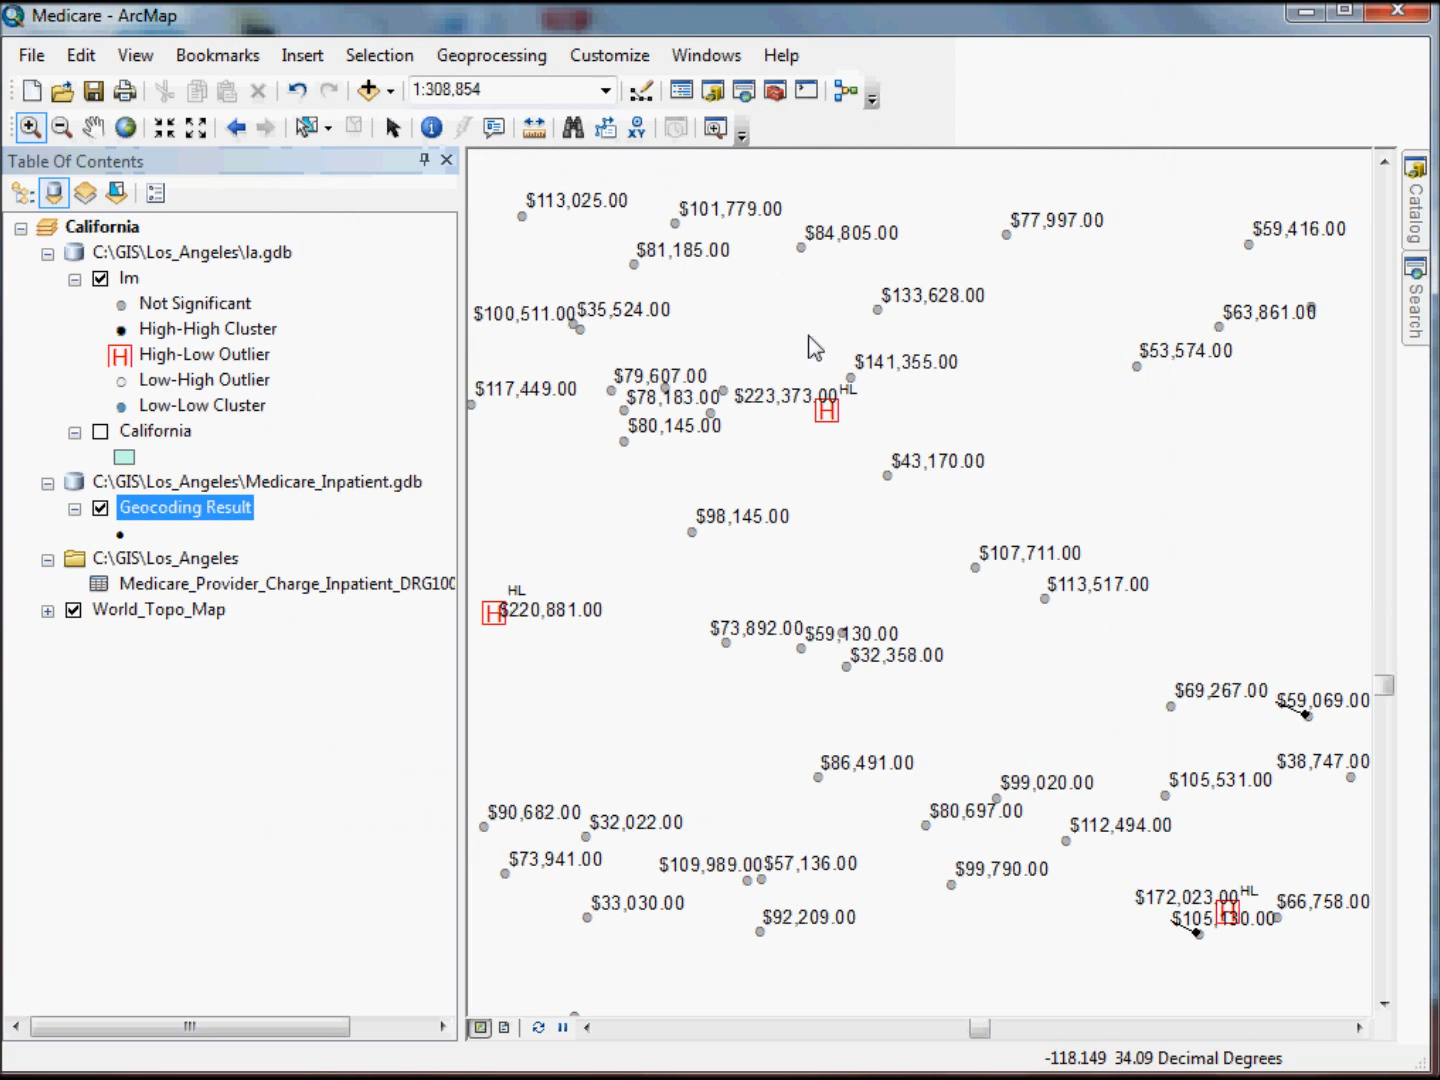 Medicare - ArcMap
File Edit View Bookmarks Insert Selection Geoprocessing Customize Windows Help
1:308,854
XY
Table Of Contents
California
C:\GIS\Los_Angeles\la.gdb
lm
Not Significant
High-High Cluster
H High-Low Outlier
Low-High Outlier
Low-Low Cluster
California
C:\GIS\Los_Angeles\Medicare_Inpatient.gdb
Geocoding Result
C:\GIS\Los_Angeles
Medicare_Provider_Charge_Inpatient_DRG100
World_Topo_Map
$113,025.00
$101,779.00
$77,997.00
$59,416.00
$84,805.00
$81,185.00
$133,628.00
$100,511.00
$35,524.00
$63,861.00
$53,574.00
$141,355.00
$79,607.00
$117,449.00
$78,183.00
$223,373.00
HL
H
$80,145.00
$43,170.00
$98,145.00
$107,711.00
$113,517.00
HL
H
$220,881.00
$73,892.00
$59,130.00
$32,358.00
$69,267.00
$59,069.00
$86,491.00
$38,747.00
$99,020.00
$105,531.00
$90,682.00
$32,022.00
$80,697.00
$112,494.00
$73,941.00
$109,989.00
$57,136.00
$99,790.00
$33,030.00
$172,023.00
HL
H
$66,758.00
$92,209.00
$105,130.00
Catalog
Search
-118.149 34.09 Decimal Degrees